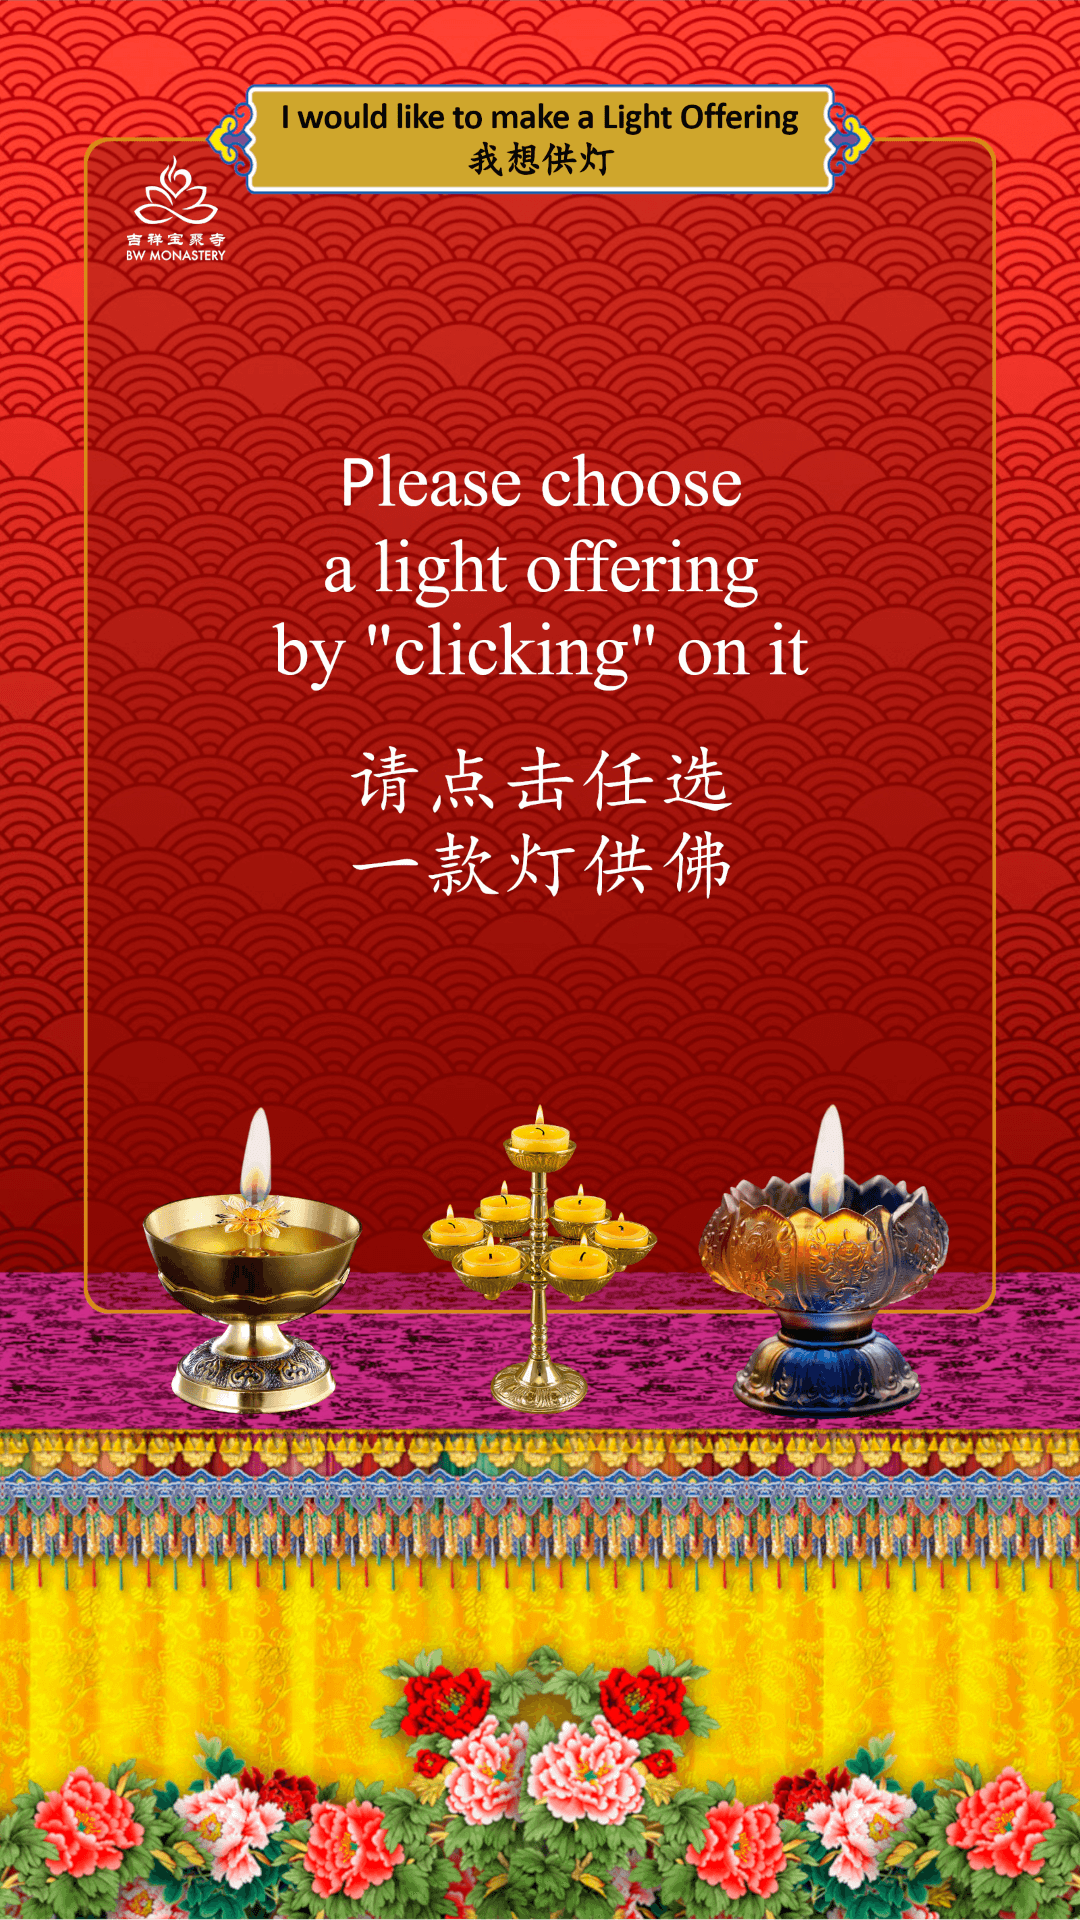 I would like to make a Light Offering
我想供灯
吉祥宝聚寺
BW MONASTERY
Please choose
a light offering
by "clicking" on it
请点击任选
一款灯供佛